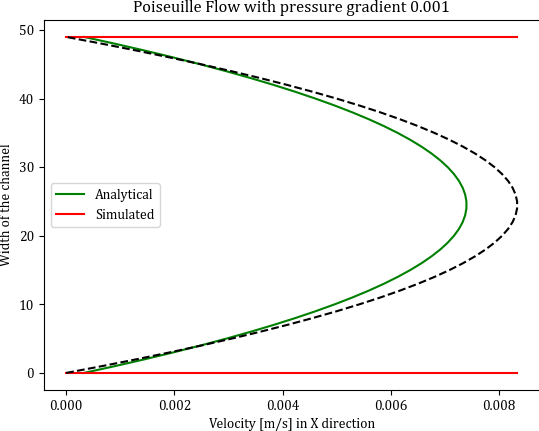 Poiseuille Flow with pressure gradient 0.001
50
40
30
20
10
0
Width of the channel
Analytical
Simulated
0.000
0.002
0.004
0.006
0.008
Velocity [m/s] in X direction